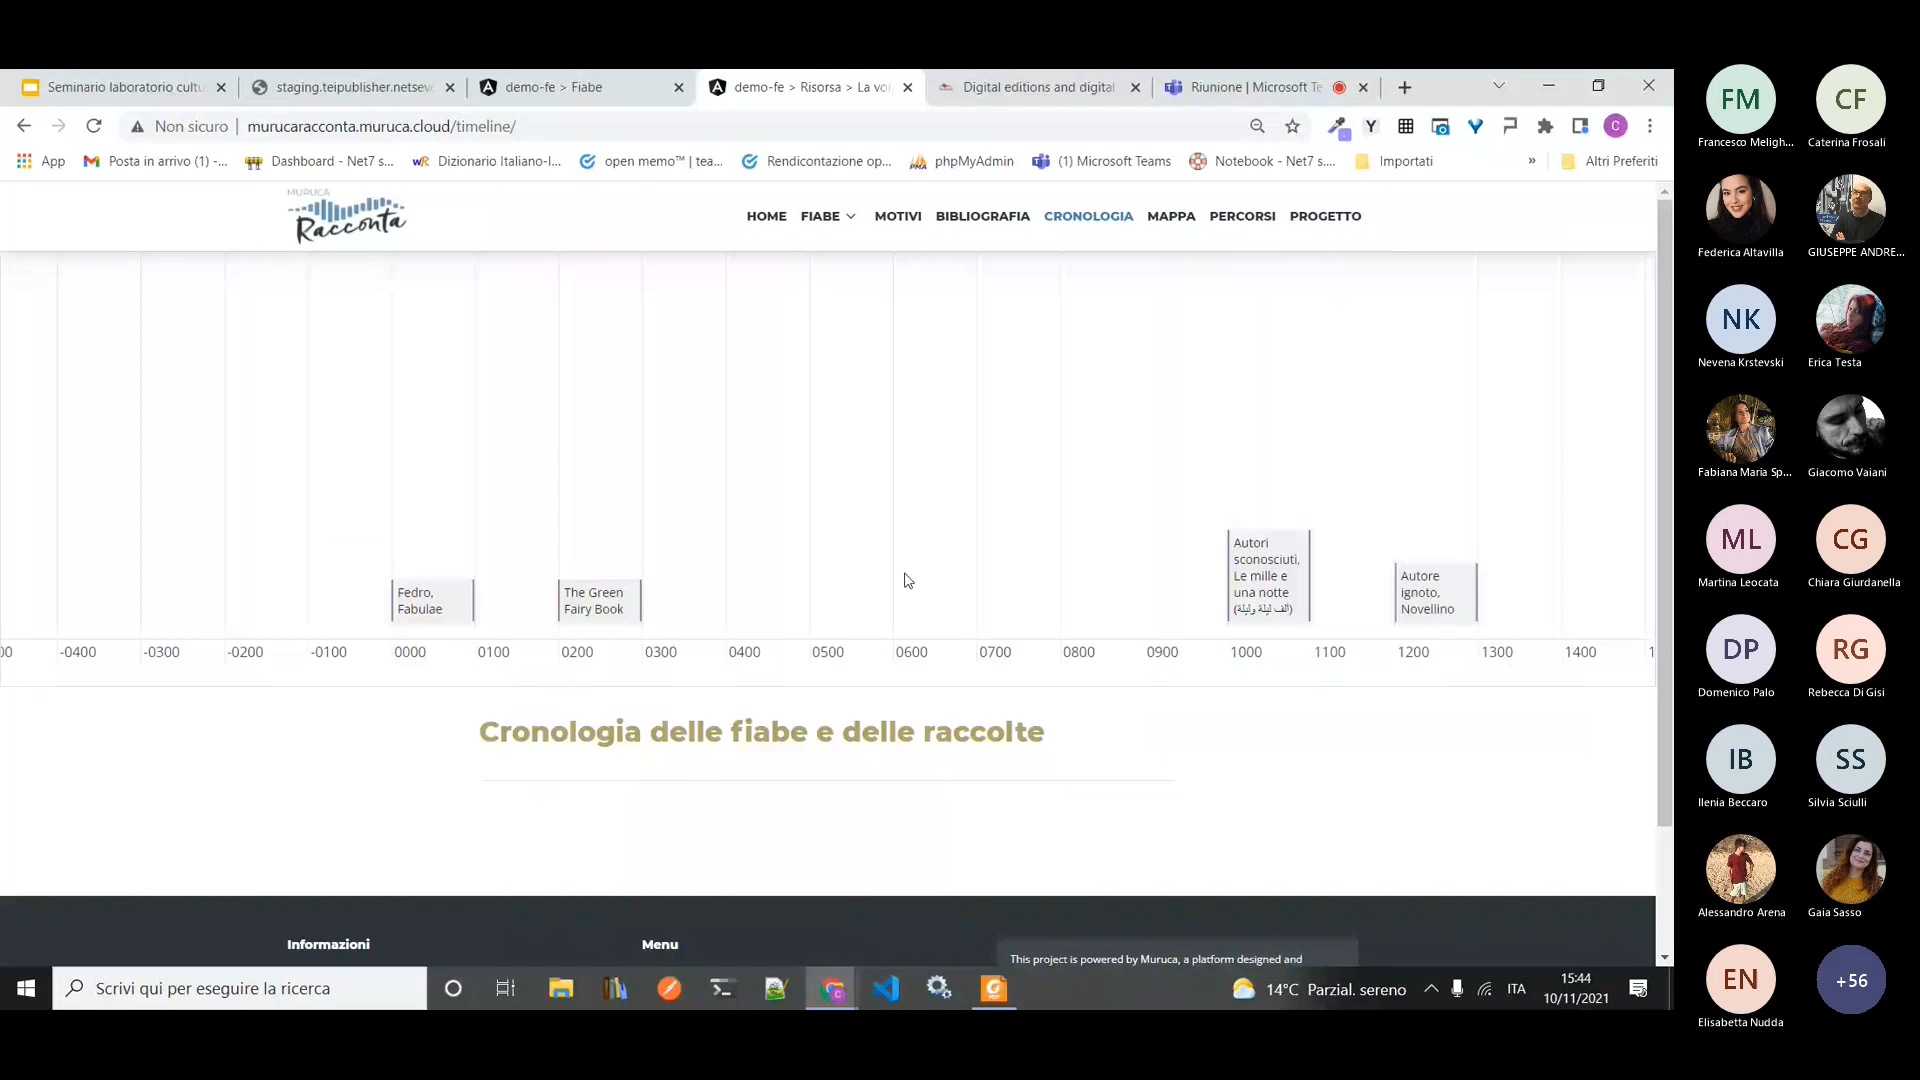 Seminario laboratorio cultu
staging.teipublisher.netsevc
demo-fe > Fiabe
demo-fe > Risorsa > La vol
Digital editions and digital
Riunione | Microsoft Te
Non sicuro | murucaracconta.muruca.cloud/timeline/
App
Posta in arrivo (1) -...
Dashboard - Net7 s...
Dizionario Italiano-I...
open memo™ | tea...
Rendicontazione op...
phpMyAdmin
(1) Microsoft Teams
Notebook - Net7 s....
Importati
»
Altri Preferiti
MURUCA
Racconta
HOME
FIABE
MOTIVI
BIBLIOGRAFIA
CRONOLOGIA
MAPPA
PERCORSI
PROGETTO
Fedro,
Fabulae
The Green
Fairy Book
Autori
sconosciuti,
Le mille e
una notte
(ألف ليلة وليلة)
Autore
ignoto,
Novellino
00 -0400 -0300 -0200 -0100 0000 0100 0200 0300 0400 0500 0600 0700 0800 0900 1000 1100 1200 1300 1400 1
Cronologia delle fiabe e delle raccolte
Informazioni
Menu
This project is powered by Muruca, a platform designed and
Scrivi qui per eseguire la ricerca
14°C Parzial. sereno
ITA
15:44
10/11/2021
FM
Francesco Meligh...
CF
Caterina Frosali
Federica Altavilla
GIUSEPPE ANDRE...
NK
Nevena Krstevski
Erica Testa
Fabiana Maria Sp...
Giacomo Vaiani
ML
Martina Leocata
CG
Chiara Giurdanella
DP
Domenico Palo
RG
Rebecca Di Gisi
IB
Ilenia Beccaro
SS
Silvia Sciulli
Alessandro Arena
Gaia Sasso
EN
Elisabetta Nudda
+56